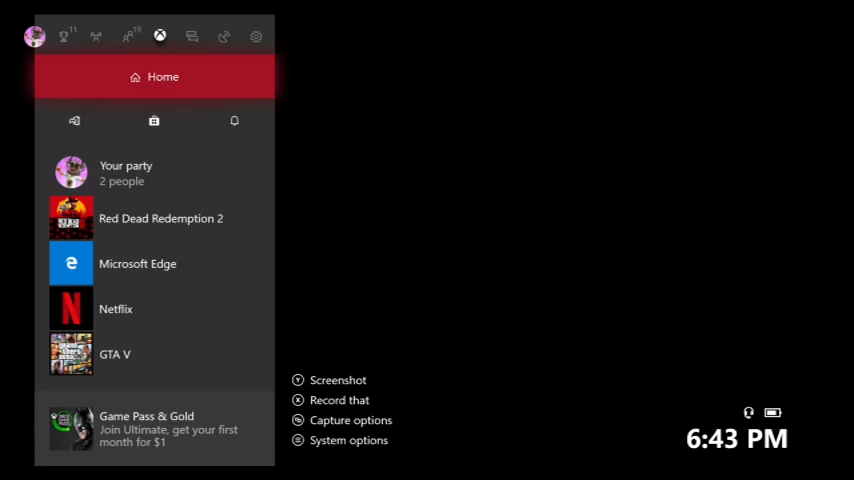 11
19
Home
Your party
2 people
Red Dead Redemption 2
Microsoft Edge
Netflix
GTA V
Game Pass & Gold
Join Ultimate, get your first
month for $1
Y Screenshot
X Record that
Capture options
System options
6:43 PM